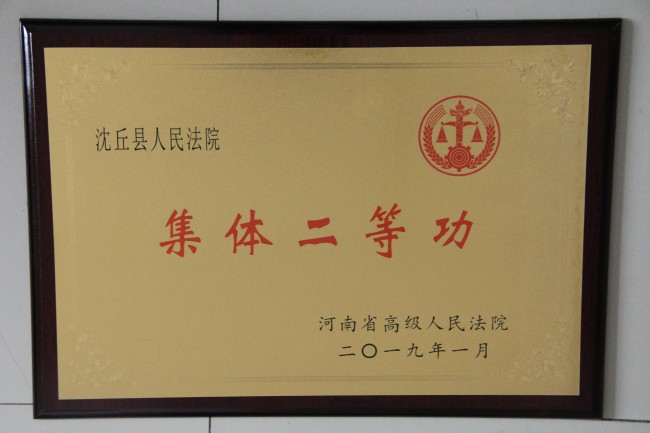 沈丘县人民法院
集体二等功
河南省高级人民法院
二〇一九年一月